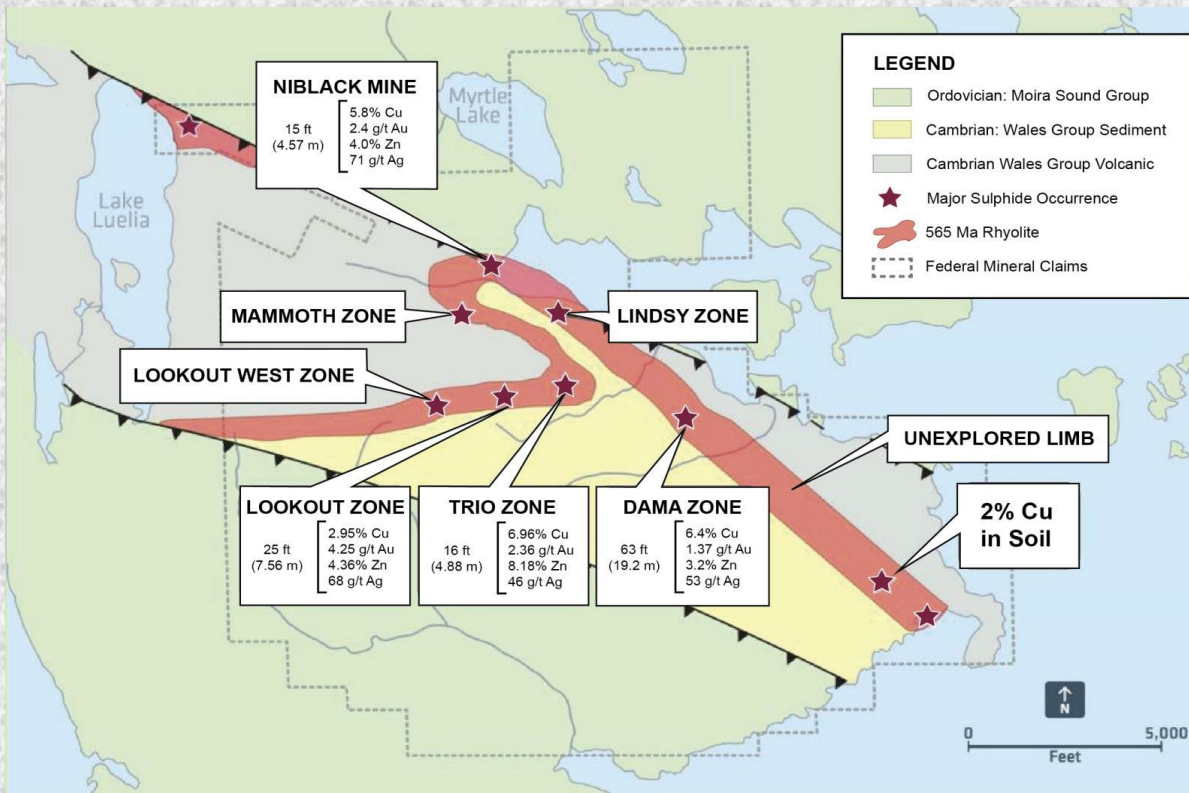 NIBLACK MINE
15 ft
(4.57 m)
5.8% Cu
2.4 g/t Au
4.0% Zn
71 g/t Ag
Myrtle
Lake
Lake
Luelia
LEGEND
Ordovician: Moira Sound Group
Cambrian: Wales Group Sediment
Cambrian Wales Group Volcanic
Major Sulphide Occurrence
565 Ma Rhyolite
Federal Mineral Claims
MAMMOTH ZONE
LINDSY ZONE
LOOKOUT WEST ZONE
UNEXPLORED LIMB
LOOKOUT ZONE
25 ft
(7.56 m)
2.95% Cu
4.25 g/t Au
4.36% Zn
68 g/t Ag
TRIO ZONE
16 ft
(4.88 m)
6.96% Cu
2.36 g/t Au
8.18% Zn
46 g/t Ag
DAMA ZONE
63 ft
(19.2 m)
6.4% Cu
1.37 g/t Au
3.2% Zn
53 g/t Ag
2% Cu
in Soil
N
0 5,000
Feet